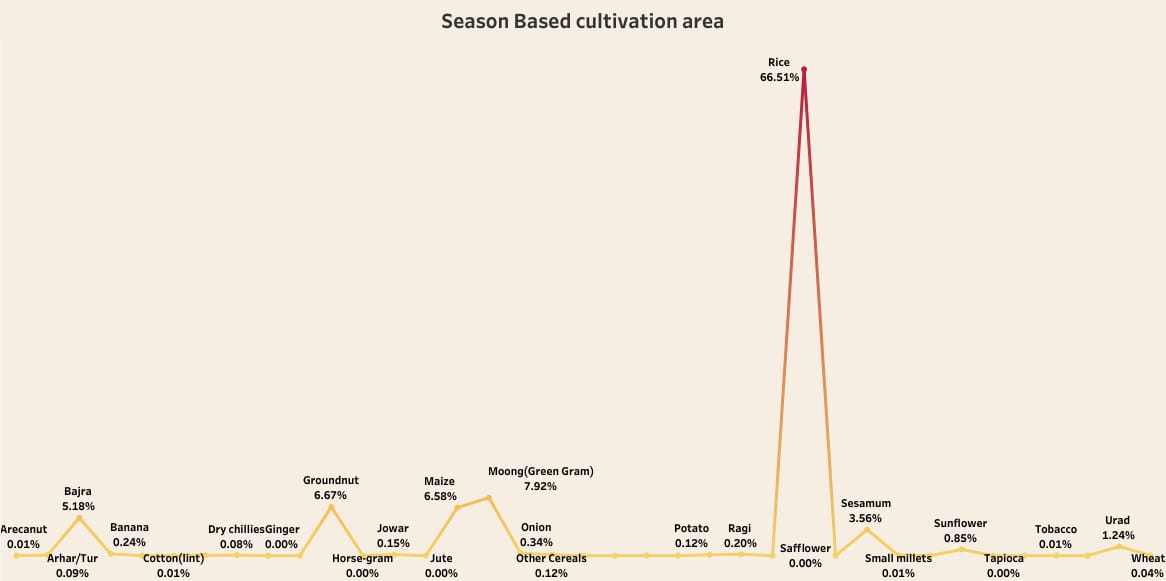 Season Based cultivation area
Rice
66.51%
Bajra
5.18%
Groundnut
6.67%
Maize
6.58%
Moong(Green Gram)
7.92%
Sesamum
3.56%
Arecanut
0.01%
Banana
0.24%
Dry chillies
0.08%
Ginger
0.00%
Jowar
0.15%
Onion
0.34%
Potato
0.12%
Ragi
0.20%
Sunflower
0.85%
Tobacco
0.01%
Urad
1.24%
Arhar/Tur
0.09%
Cotton(lint)
0.01%
Horse-gram
0.00%
Jute
0.00%
Other Cereals
0.12%
Safflower
0.00%
Small millets
0.01%
Tapioca
0.00%
Wheat
0.04%